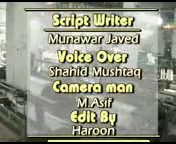 Script Writer
Munawar Javed
Voice Over
Shahid Mushtaq
Camera man
M.Asif
Edit By
Haroon